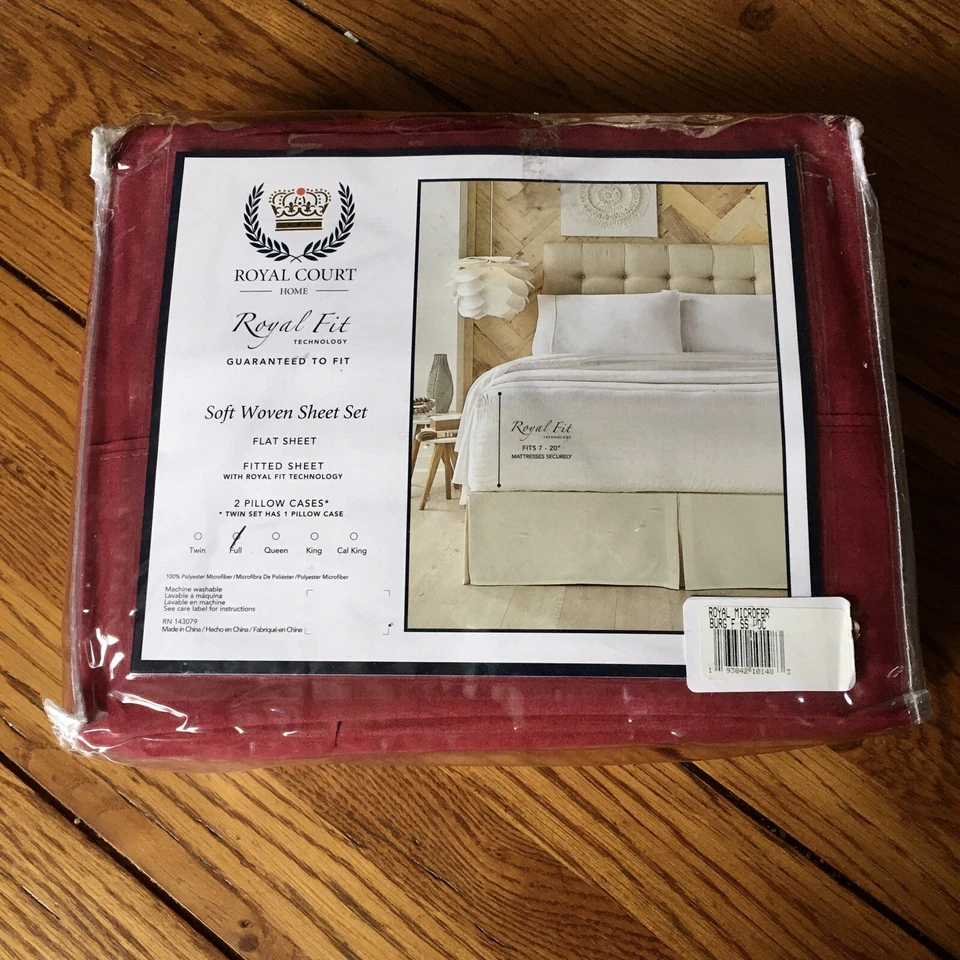 ROYAL COURT
HOME
Royal Fit
TECHNOLOGY
GUARANTEED TO FIT
Soft Woven Sheet Set
FLAT SHEET
FITTED SHEET
WITH ROYAL FIT TECHNOLOGY
2 PILLOW CASES*
* TWIN SET HAS 1 PILLOW CASE
Twin Full Queen King Cal King
100% Polyester Microfiber/Microfibra De Poliéster/Polyester Microfiber
Machine washable
Lavable a máquina
Lavable en machine
See care label for instructions
RN 143079
Made in China / Hecho en China / Fabriqué en Chine
Royal Fit
TECHNOLOGY
FITS 7 - 20"
MATTRESSES SECURELY
ROYAL MICROFBR
BURG F SS
1 93842 10140 3